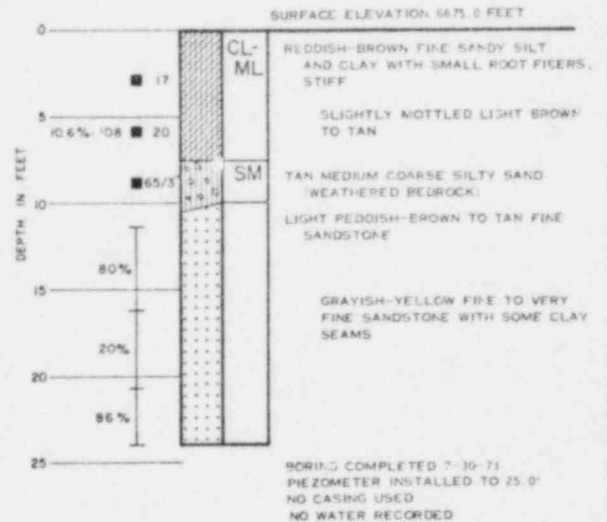 SURFACE ELEVATION 6675.0 FEET
0
CL-
ML
REDDISH-BROWN FINE SANDY SILT
AND CLAY WITH SMALL ROOT FIBERS,
STIFF
17
SLIGHTLY MOTTLED LIGHT BROWN
TO TAN
5
10.6%-108
20
SM
TAN MEDIUM COARSE SILTY SAND
(WEATHERED BEDROCK)
65/3"
10
LIGHT REDDISH-BROWN TO TAN FINE
SANDSTONE
DEPTH IN FEET
80%
15
GRAYISH-YELLOW FINE TO VERY
FINE SANDSTONE WITH SOME CLAY
SEAMS
20%
20
86%
25
BORING COMPLETED 7-30-73
PIEZOMETER INSTALLED TO 25.0'
NO CASING USED
NO WATER RECORDED